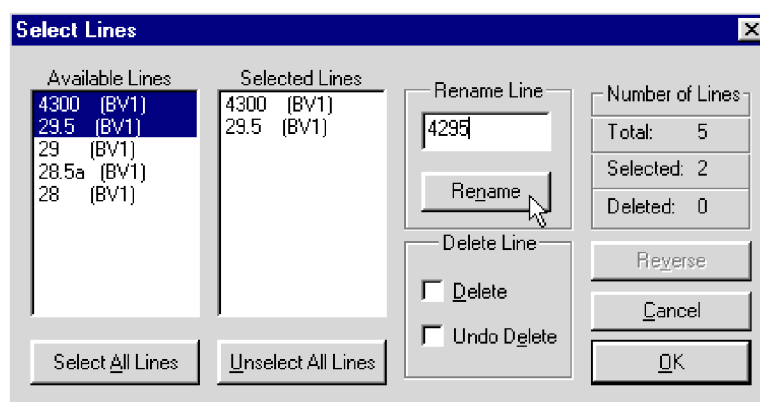 Select Lines
Available Lines
4300 (BV1)
29.5 (BV1)
29 (BV1)
28.5a (BV1)
28 (BV1)
Select All Lines
Selected Lines
4300 (BV1)
29.5 (BV1)
Unselect All Lines
Rename Line
4295
Rename
Delete Line
Delete
Undo Delete
Number of Lines
Total: 5
Selected: 2
Deleted: 0
Reverse
Cancel
OK